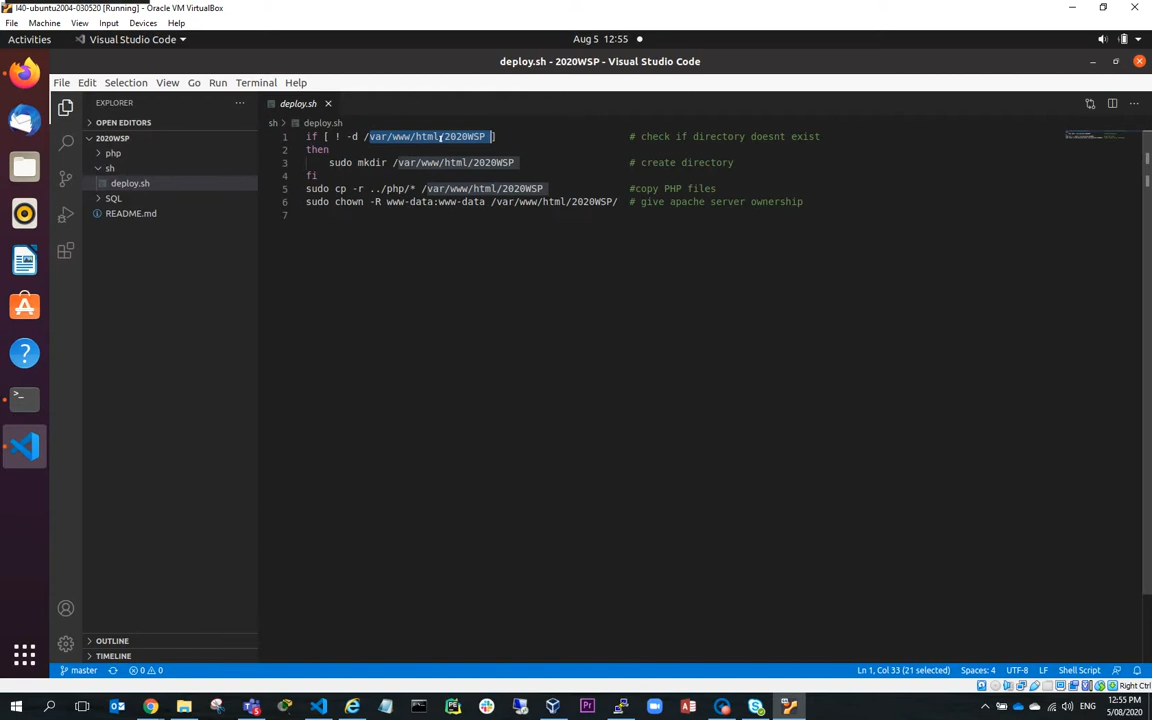 l40-ubuntu2004-030520 [Running] - Oracle VM VirtualBox
File Machine View Input Devices Help
Activities Visual Studio Code Aug 5 12:55
deploy.sh - 2020WSP - Visual Studio Code
File Edit Selection View Go Run Terminal Help
EXPLORER
OPEN EDITORS
2020WSP
php
sh
deploy.sh
SQL
README.md
OUTLINE
TIMELINE
deploy.sh
sh deploy.sh
1 if [ ! -d /var/www/html/2020WSP ] # check if directory doesnt exist
2 then
3 sudo mkdir /var/www/html/2020WSP # create directory
4 fi
5 sudo cp -r ../php/* /var/www/html/2020WSP #copy PHP files
6 sudo chown -R www-data:www-data /var/www/html/2020WSP/ # give apache server ownership
7
master 0 0 Ln 1, Col 33 (21 selected) Spaces: 4 UTF-8 LF Shell Script
Right Ctrl
ENG 12:55 PM
5/08/2020